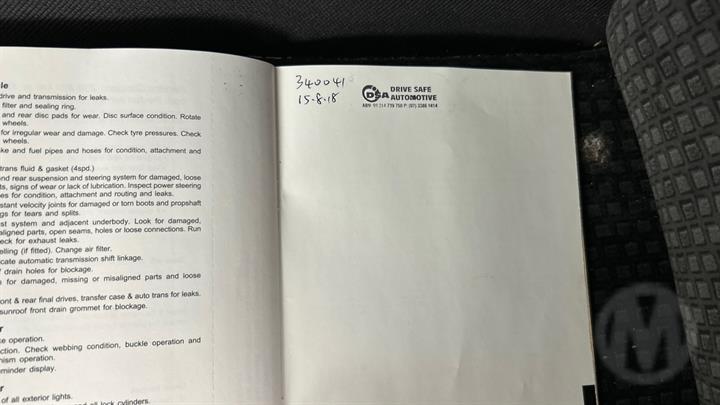 le
drive and transmission for leaks.
filter and sealing ring.
and rear disc pads for wear. Disc surface condition. Rotate
wheels.
for irregular wear and damage. Check tyre pressures. Check
wheels.
ke and fuel pipes and hoses for condition, attachment and
trans fluid & gasket (4spd.)
nd rear suspension and steering system for damaged, loose
ts, signs of wear or lack of lubrication. Inspect power steering
es for condition, attachment and routing and leaks.
stant velocity joints for damaged or torn boots and propshaft
gs for tears and splits.
st system and adjacent underbody. Look for damaged,
aligned parts, open seams, holes or loose connections. Run
eck for exhaust leaks.
elling (if fitted). Change air filter.
cate automatic transmission shift linkage.
f drain holes for blockage.
for damaged, missing or misaligned parts and loose
ont & rear final drives, transfer case & auto trans for leaks.
sunroof front drain grommet for blockage.
r
ke operation.
ction. Check webbing condition, buckle operation and
nism operation.
minder display.
r
of all exterior lights.
all lock cylinders.
340041
15-8-18
DSA DRIVE SAFE
AUTOMOTIVE
M